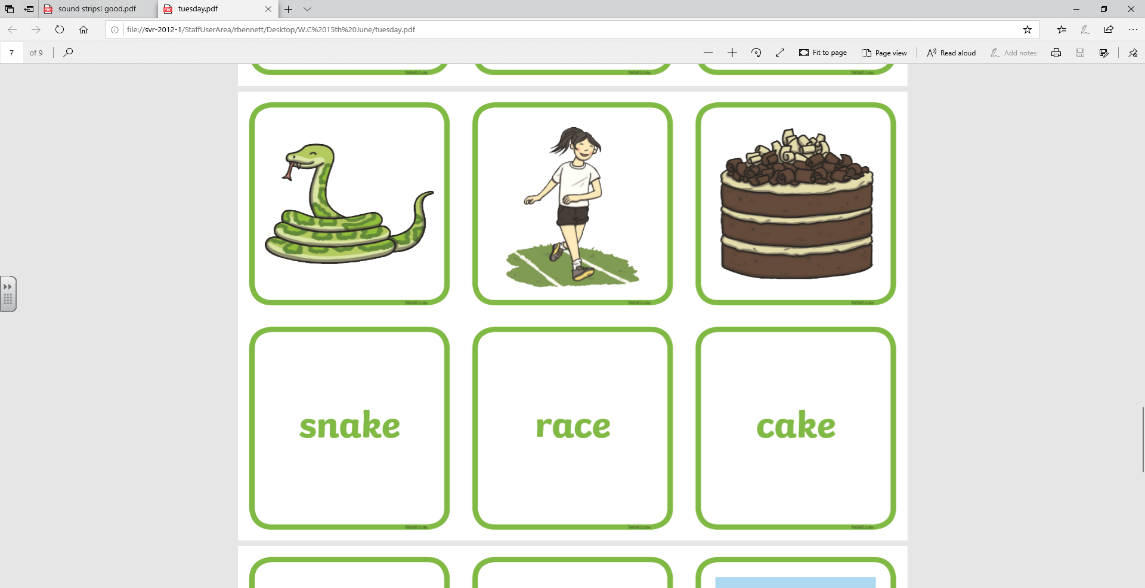 sound strips! good.pdf
tuesday.pdf
file://svr-2012-1/StaffUserArea/rbennett/Desktop/W.C%2015th%20June/tuesday.pdf
7 of 9
Fit to page
Page view
Read aloud
Add notes
snake
race
cake